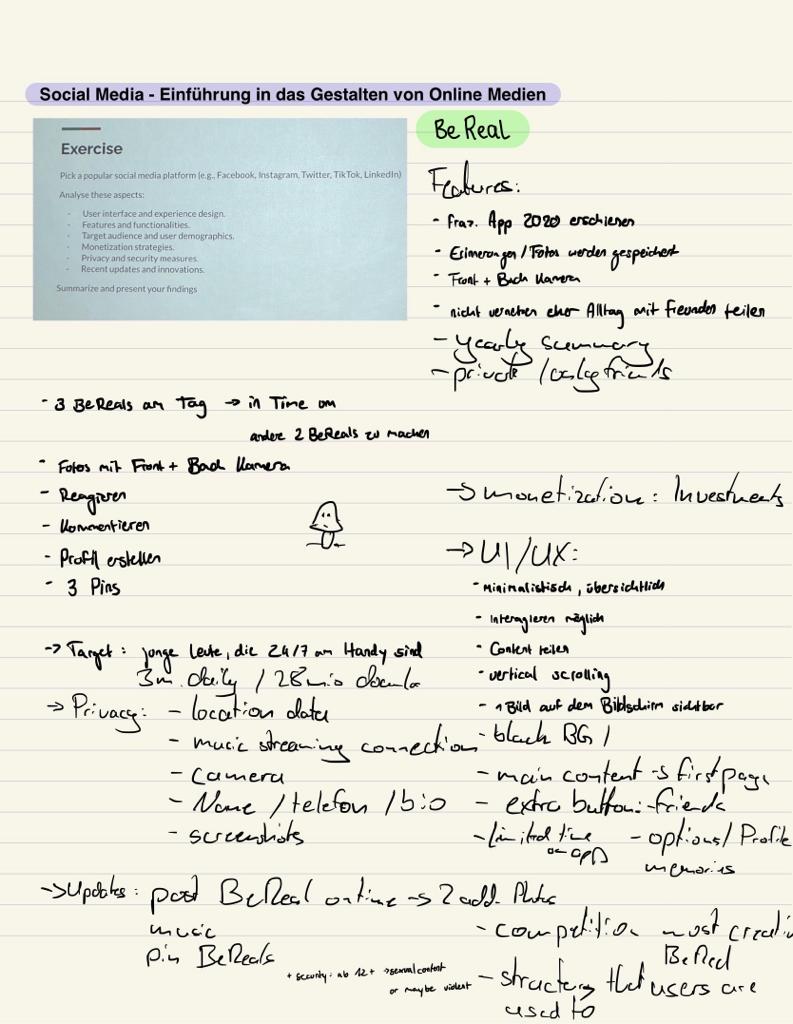 Social Media - Einführung in das Gestalten von Online Medien
Exercise
Pick a popular social media platform (e.g., Facebook, Instagram, Twitter, TikTok, LinkedIn)
Analyse these aspects:
- User interface and experience design.
- Features and functionalities.
- Target audience and user demographics.
- Monetization strategies.
- Privacy and security measures.
- Recent updates and innovations.
Summarize and present your findings
BeReal
Features:
- franz. App 2020 erschienen
- Erinnerungen / Fotos werden gespeichert
- Front + Back Kamera
- nicht vernetzen eher Alltag mit Freunden teilen
- yearly summary
- private / only friends
- 3 BeReals am Tag → in Time um
andere 2 BeReals zu machen
- Fotos mit Front + Back Kamera
- Reagieren
- Kommentieren
- Profil erstellen
- 3 Pins
→ Target: junge Leute, die 24/7 am Handy sind
3m. daily / 28 mio
→ Privacy: - location data
- music streaming connection
- camera
- Name / telefon / bio
- screenshots
→ monetization: Investments
→ UI/UX:
- minimalistisch, übersichtlich
- interagieren möglich
- Content teilen
- vertical scrolling
- 1 Bild auf dem Bildschirm sichtbar
- black BG /
- main content → first page
- extra button: friends
- limited time on app
- options / Profile
memories
→ Updates: post BeReal ontime → 2 add. Photos
music
pin BeReals
+ security: ab 12+ → sexual content
or maybe violent
- competition most creativ
BeReal
- structure that users are
used to